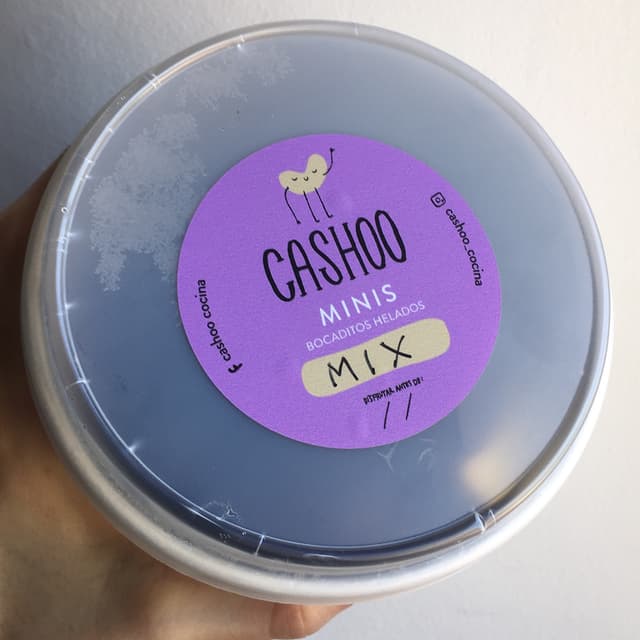 CASHOO
MINIS
BOCADITOS HELADOS
MIX
DISFRUTAR ANTES DE:
/ /
cashoo cocina
cashoo_cocina